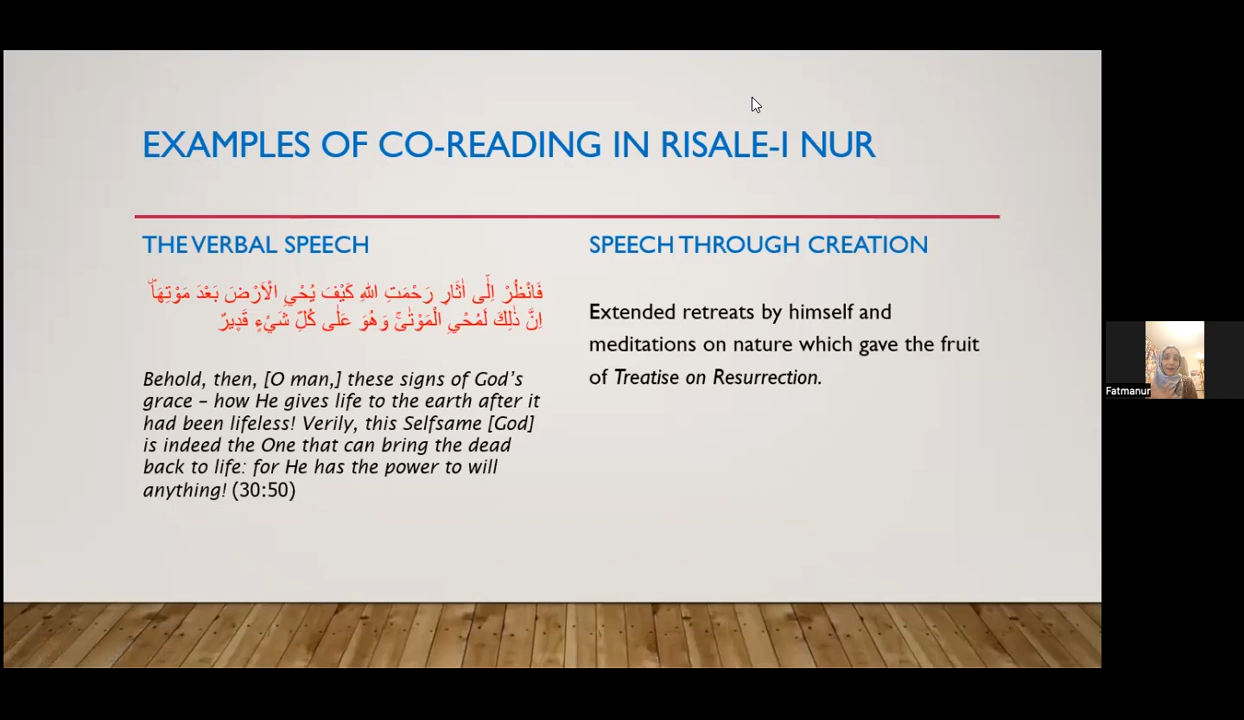 EXAMPLES OF CO-READING IN RISALE-I NUR
THE VERBAL SPEECH
فَانْظُرْ اِلٰٓى اٰثَارِ رَحْمَتِ اللّٰهِ كَيْفَ يُحْيِ الْاَرْضَ بَعْدَ مَوْتِهَاۜ
اِنَّ ذٰلِكَ لَمُحْيِ الْمَوْتٰىۚ وَهُوَ عَلٰى كُلِّ شَيْءٍ قَد۪يرٌ
Behold, then, [O man,] these signs of God’s
grace – how He gives life to the earth after it
had been lifeless! Verily, this Selfsame [God]
is indeed the One that can bring the dead
back to life: for He has the power to will
anything! (30:50)
SPEECH THROUGH CREATION
Extended retreats by himself and
meditations on nature which gave the fruit
of Treatise on Resurrection.
Fatmanur